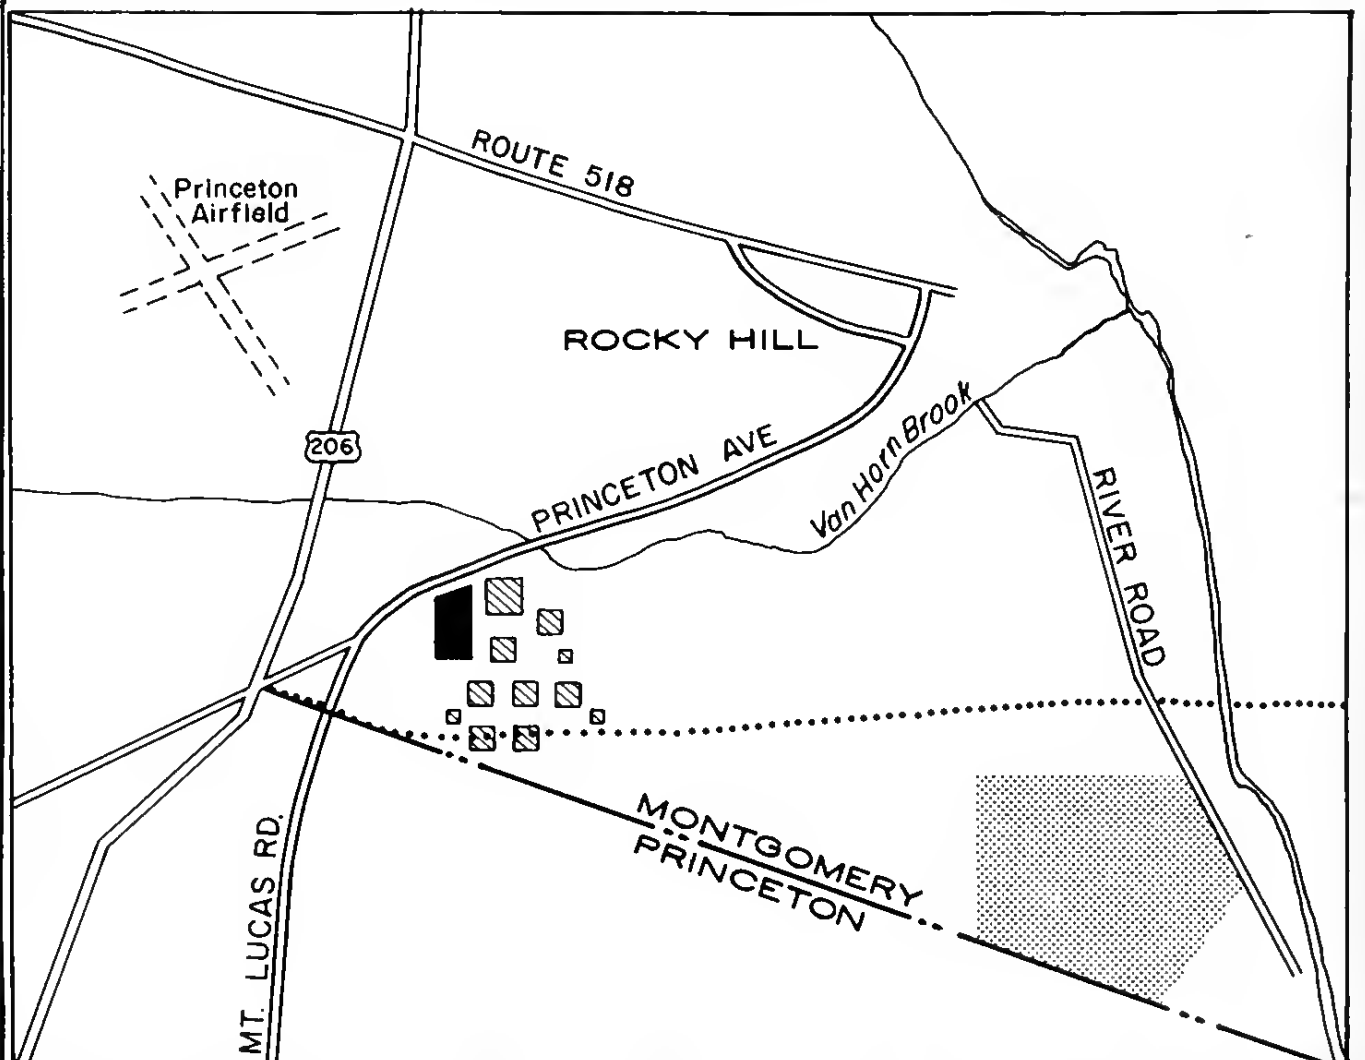 ROUTE 518
Princeton
Airfield
ROCKY HILL
206
PRINCETON AVE
Van Horn Brook
RIVER ROAD
MONTGOMERY
PRINCETON
MT. LUCAS RD.